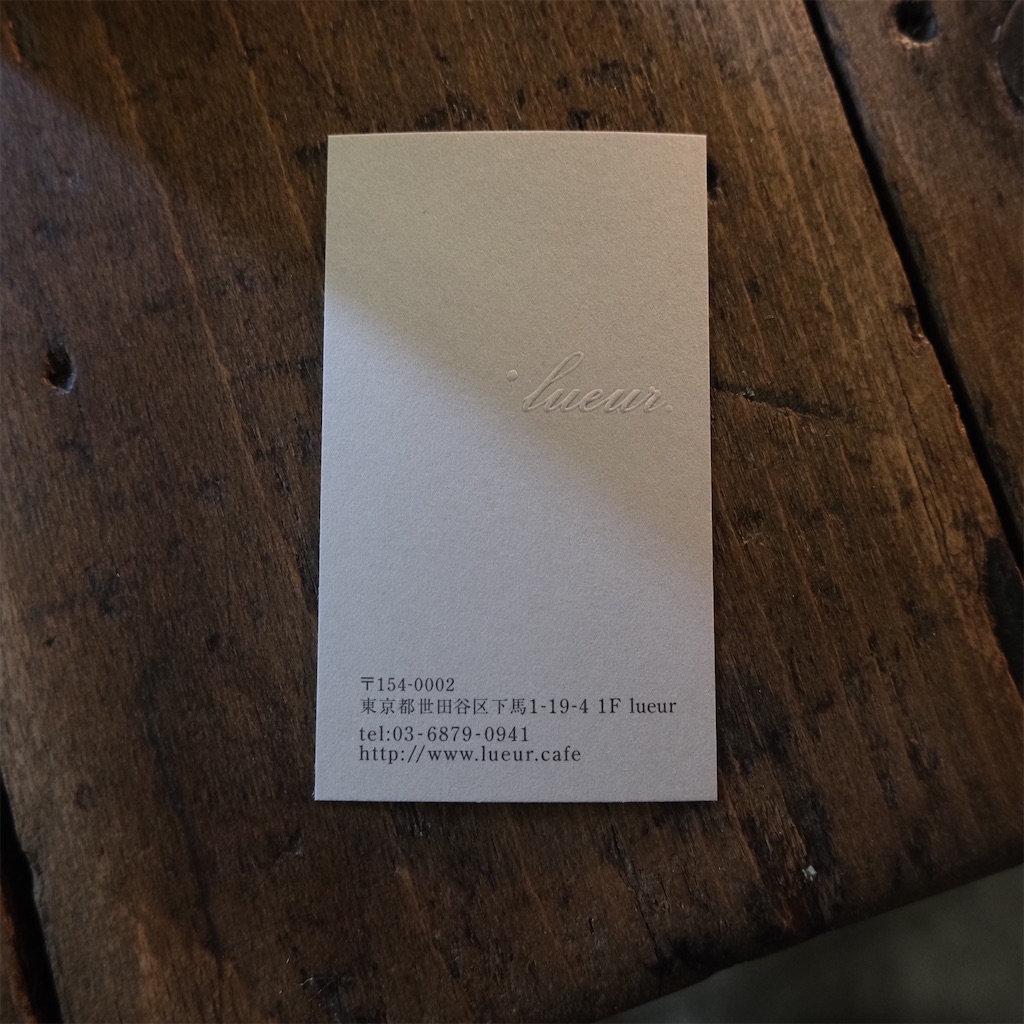 lueur.
〒154-0002
東京都世田谷区下馬1-19-4 1F lueur
tel:03-6879-0941
http://www.lueur.cafe